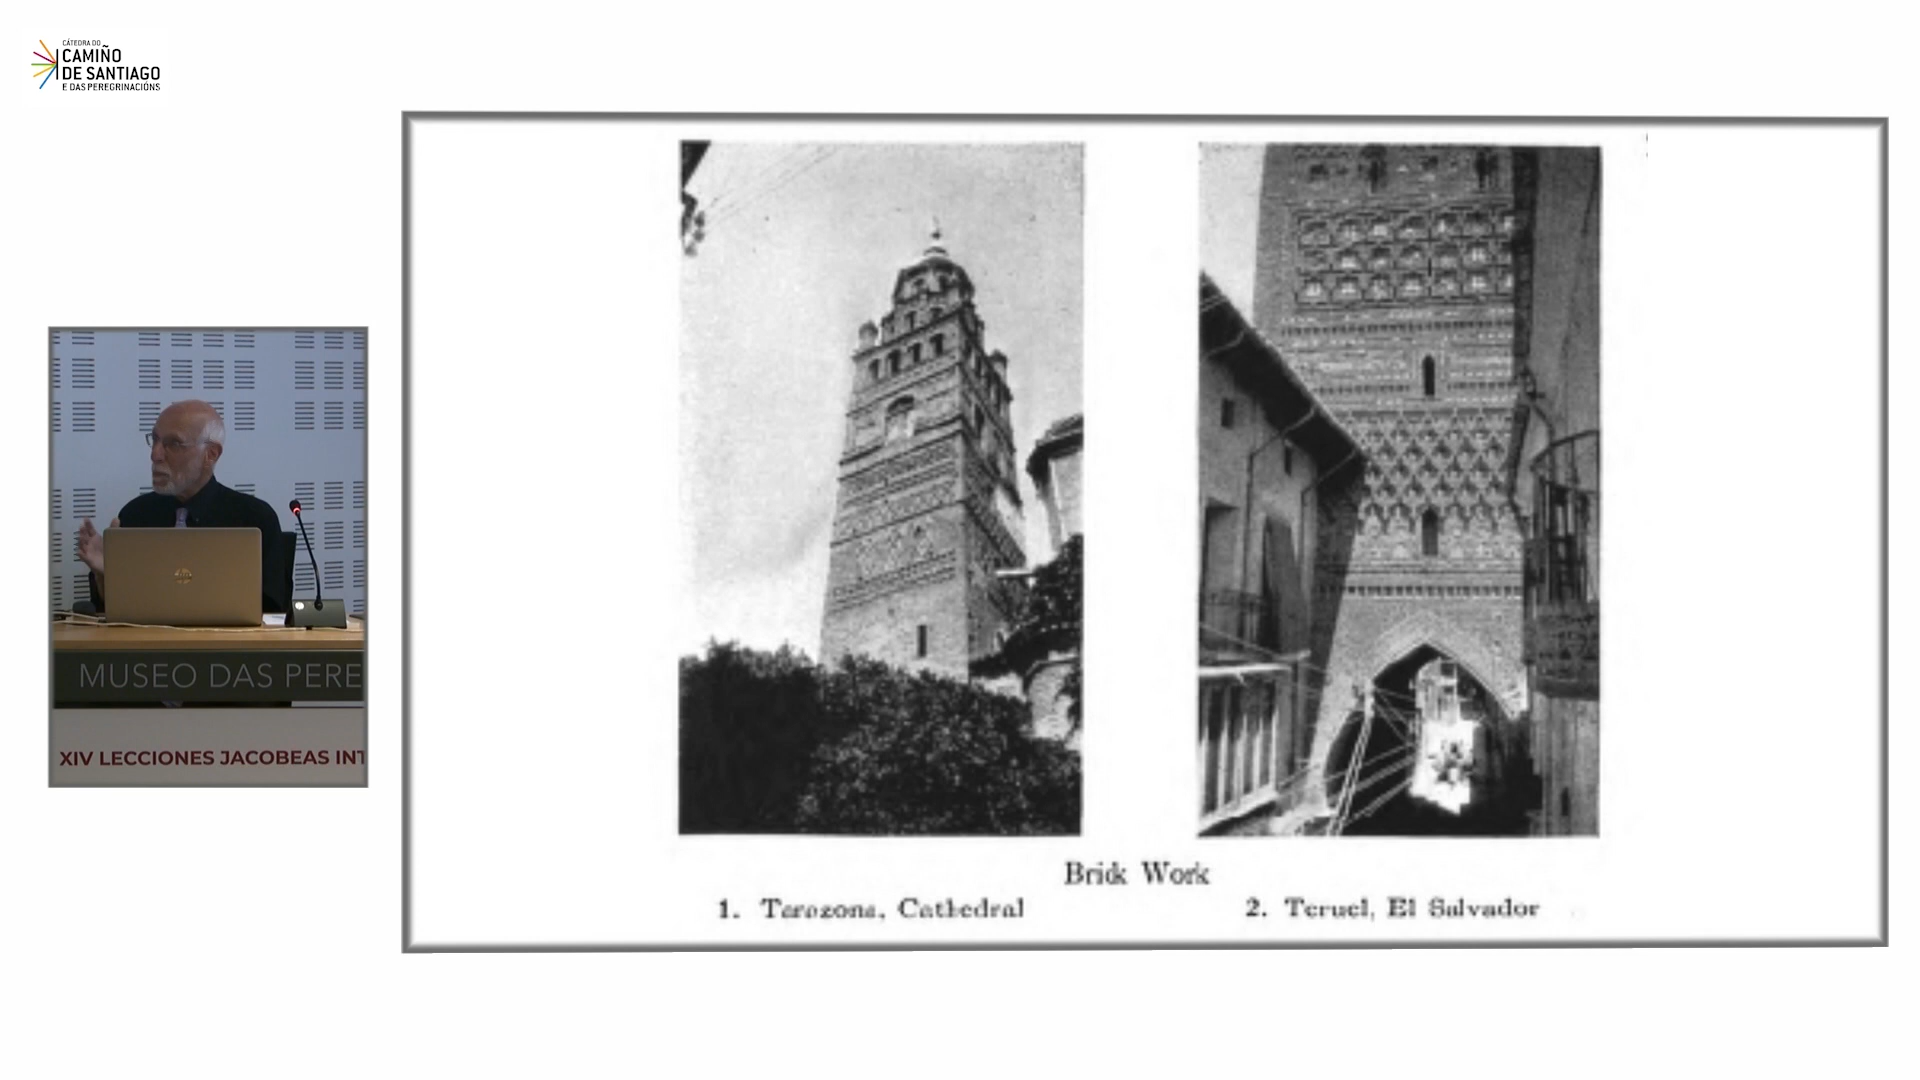 CÁTEDRA DO
CAMIÑO
DE SANTIAGO
E DAS PEREGRINACIÓNS
MUSEO DAS PERE
XIV LECCIONES JACOBEAS INT
Brick Work
1. Tarazona, Cathedral
2. Teruel, El Salvador